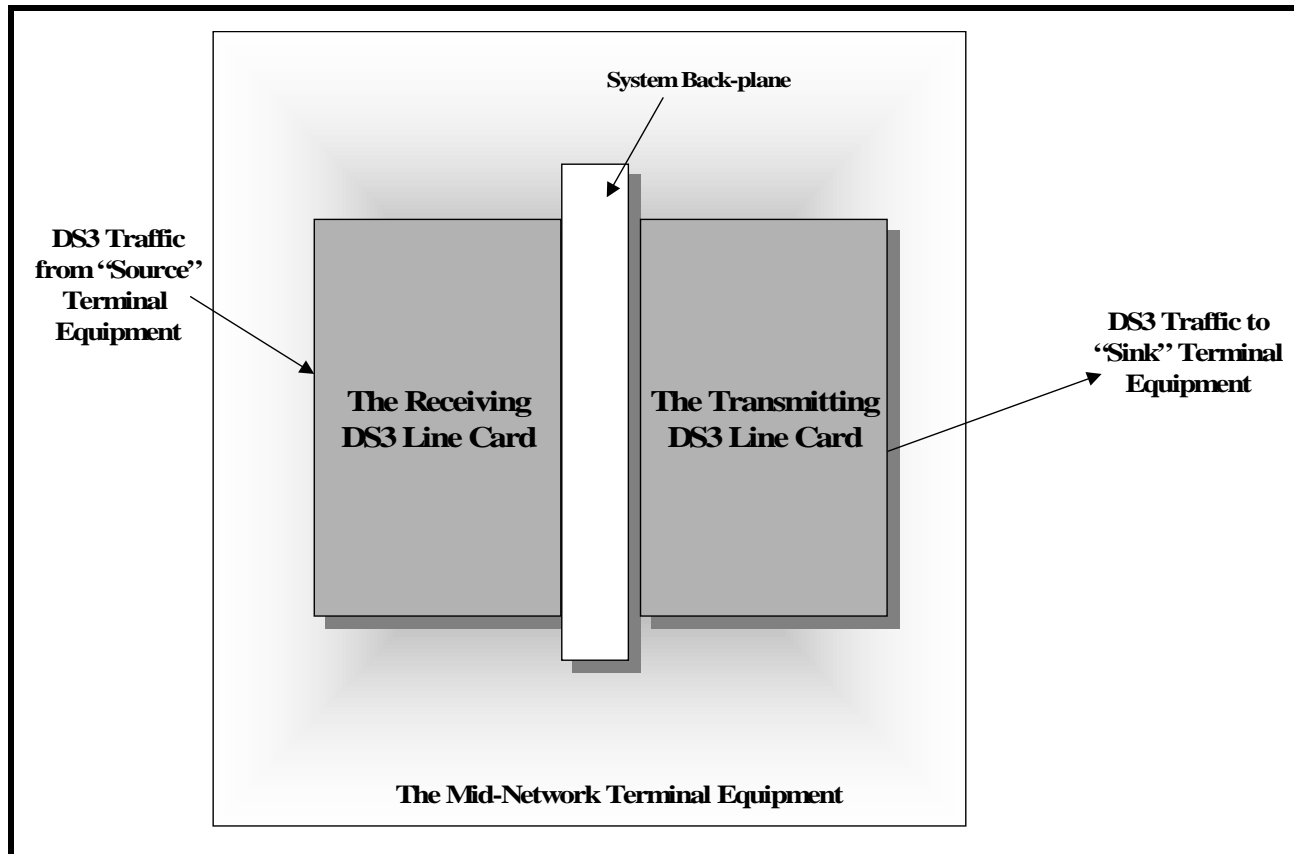 System Back-plane
DS3 Traffic
from “Source”
Terminal
Equipment
The Receiving
DS3 Line Card
The Transmitting
DS3 Line Card
DS3 Traffic to
“Sink” Terminal
Equipment
The Mid-Network Terminal Equipment